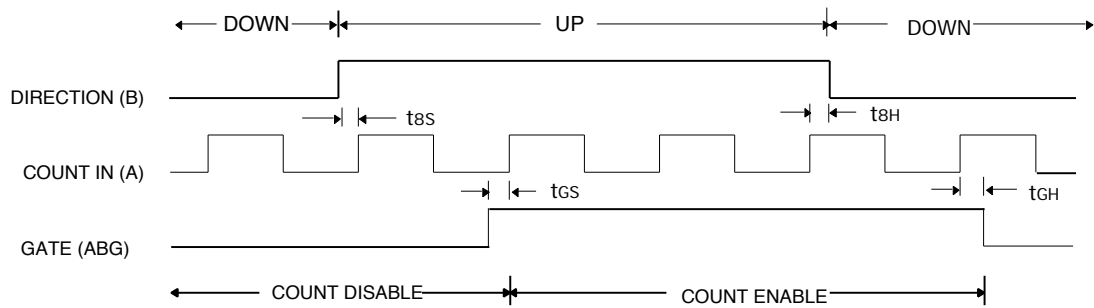 DOWN
UP
DOWN
DIRECTION (B)
t8S
t8H
COUNT IN (A)
tGS
tGH
GATE (ABG)
COUNT DISABLE
COUNT ENABLE